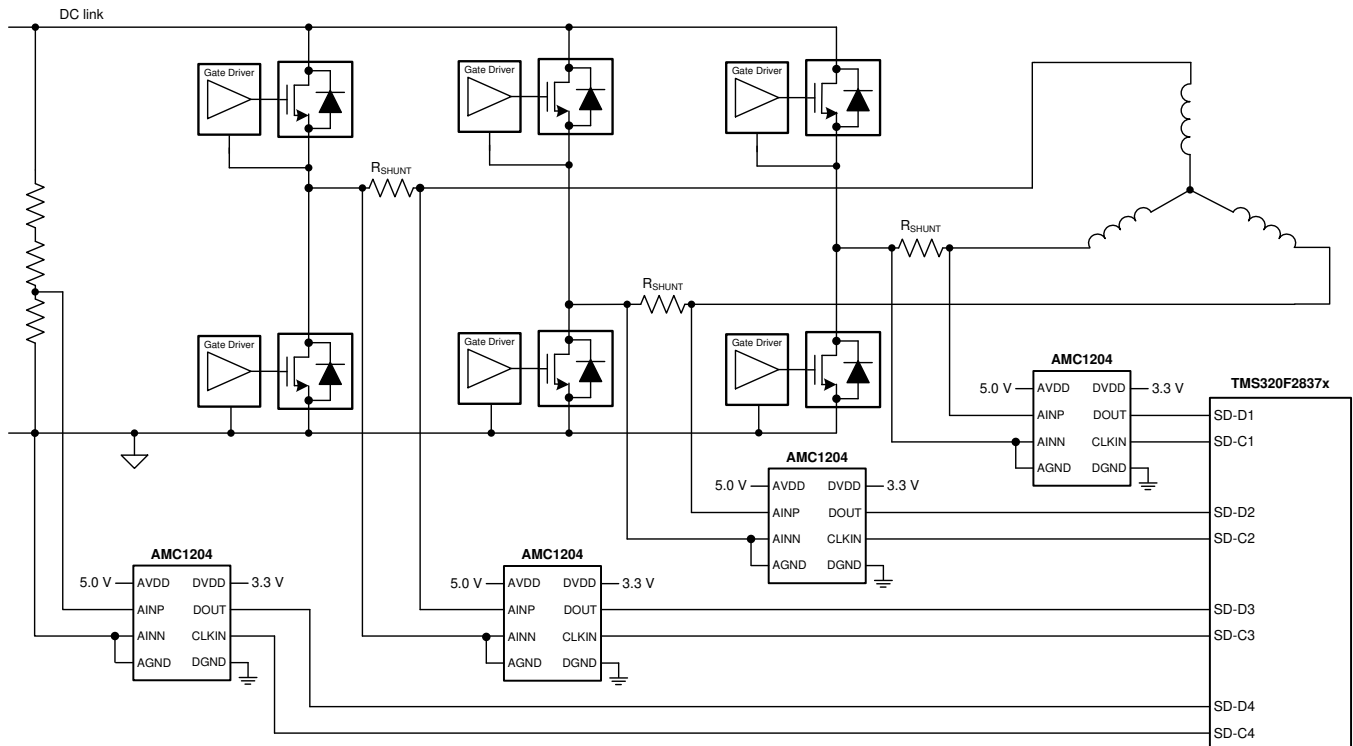 DC link
Gate Driver
Gate Driver
Gate Driver
RSHUNT
RSHUNT
RSHUNT
Gate Driver
Gate Driver
Gate Driver
AMC1204
5.0 V
AVDD
DVDD
3.3 V
AINP
DOUT
AINN
CLKIN
AGND
DGND
TMS320F2837x
SD-D1
SD-C1
SD-D2
SD-C2
SD-D3
SD-C3
SD-D4
SD-C4
AMC1204
5.0 V
AVDD
DVDD
3.3 V
AINP
DOUT
AINN
CLKIN
AGND
DGND
AMC1204
5.0 V
AVDD
DVDD
3.3 V
AINP
DOUT
AINN
CLKIN
AGND
DGND
AMC1204
5.0 V
AVDD
DVDD
3.3 V
AINP
DOUT
AINN
CLKIN
AGND
DGND